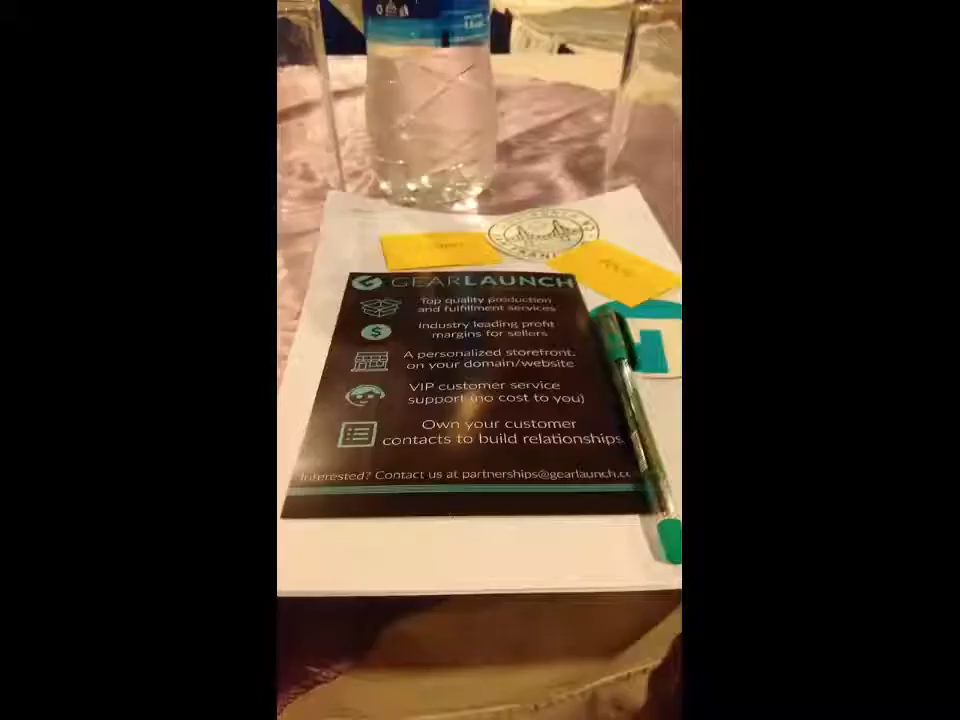 GEARLAUNCH
Top quality production
and fulfillment services
$
Industry leading profit
margins for sellers
A personalized storefront,
on your domain/website
VIP customer service
support (no cost to you)
Own your customer
contacts to build relationships
Interested? Contact us at partnerships@gearlaunch.c